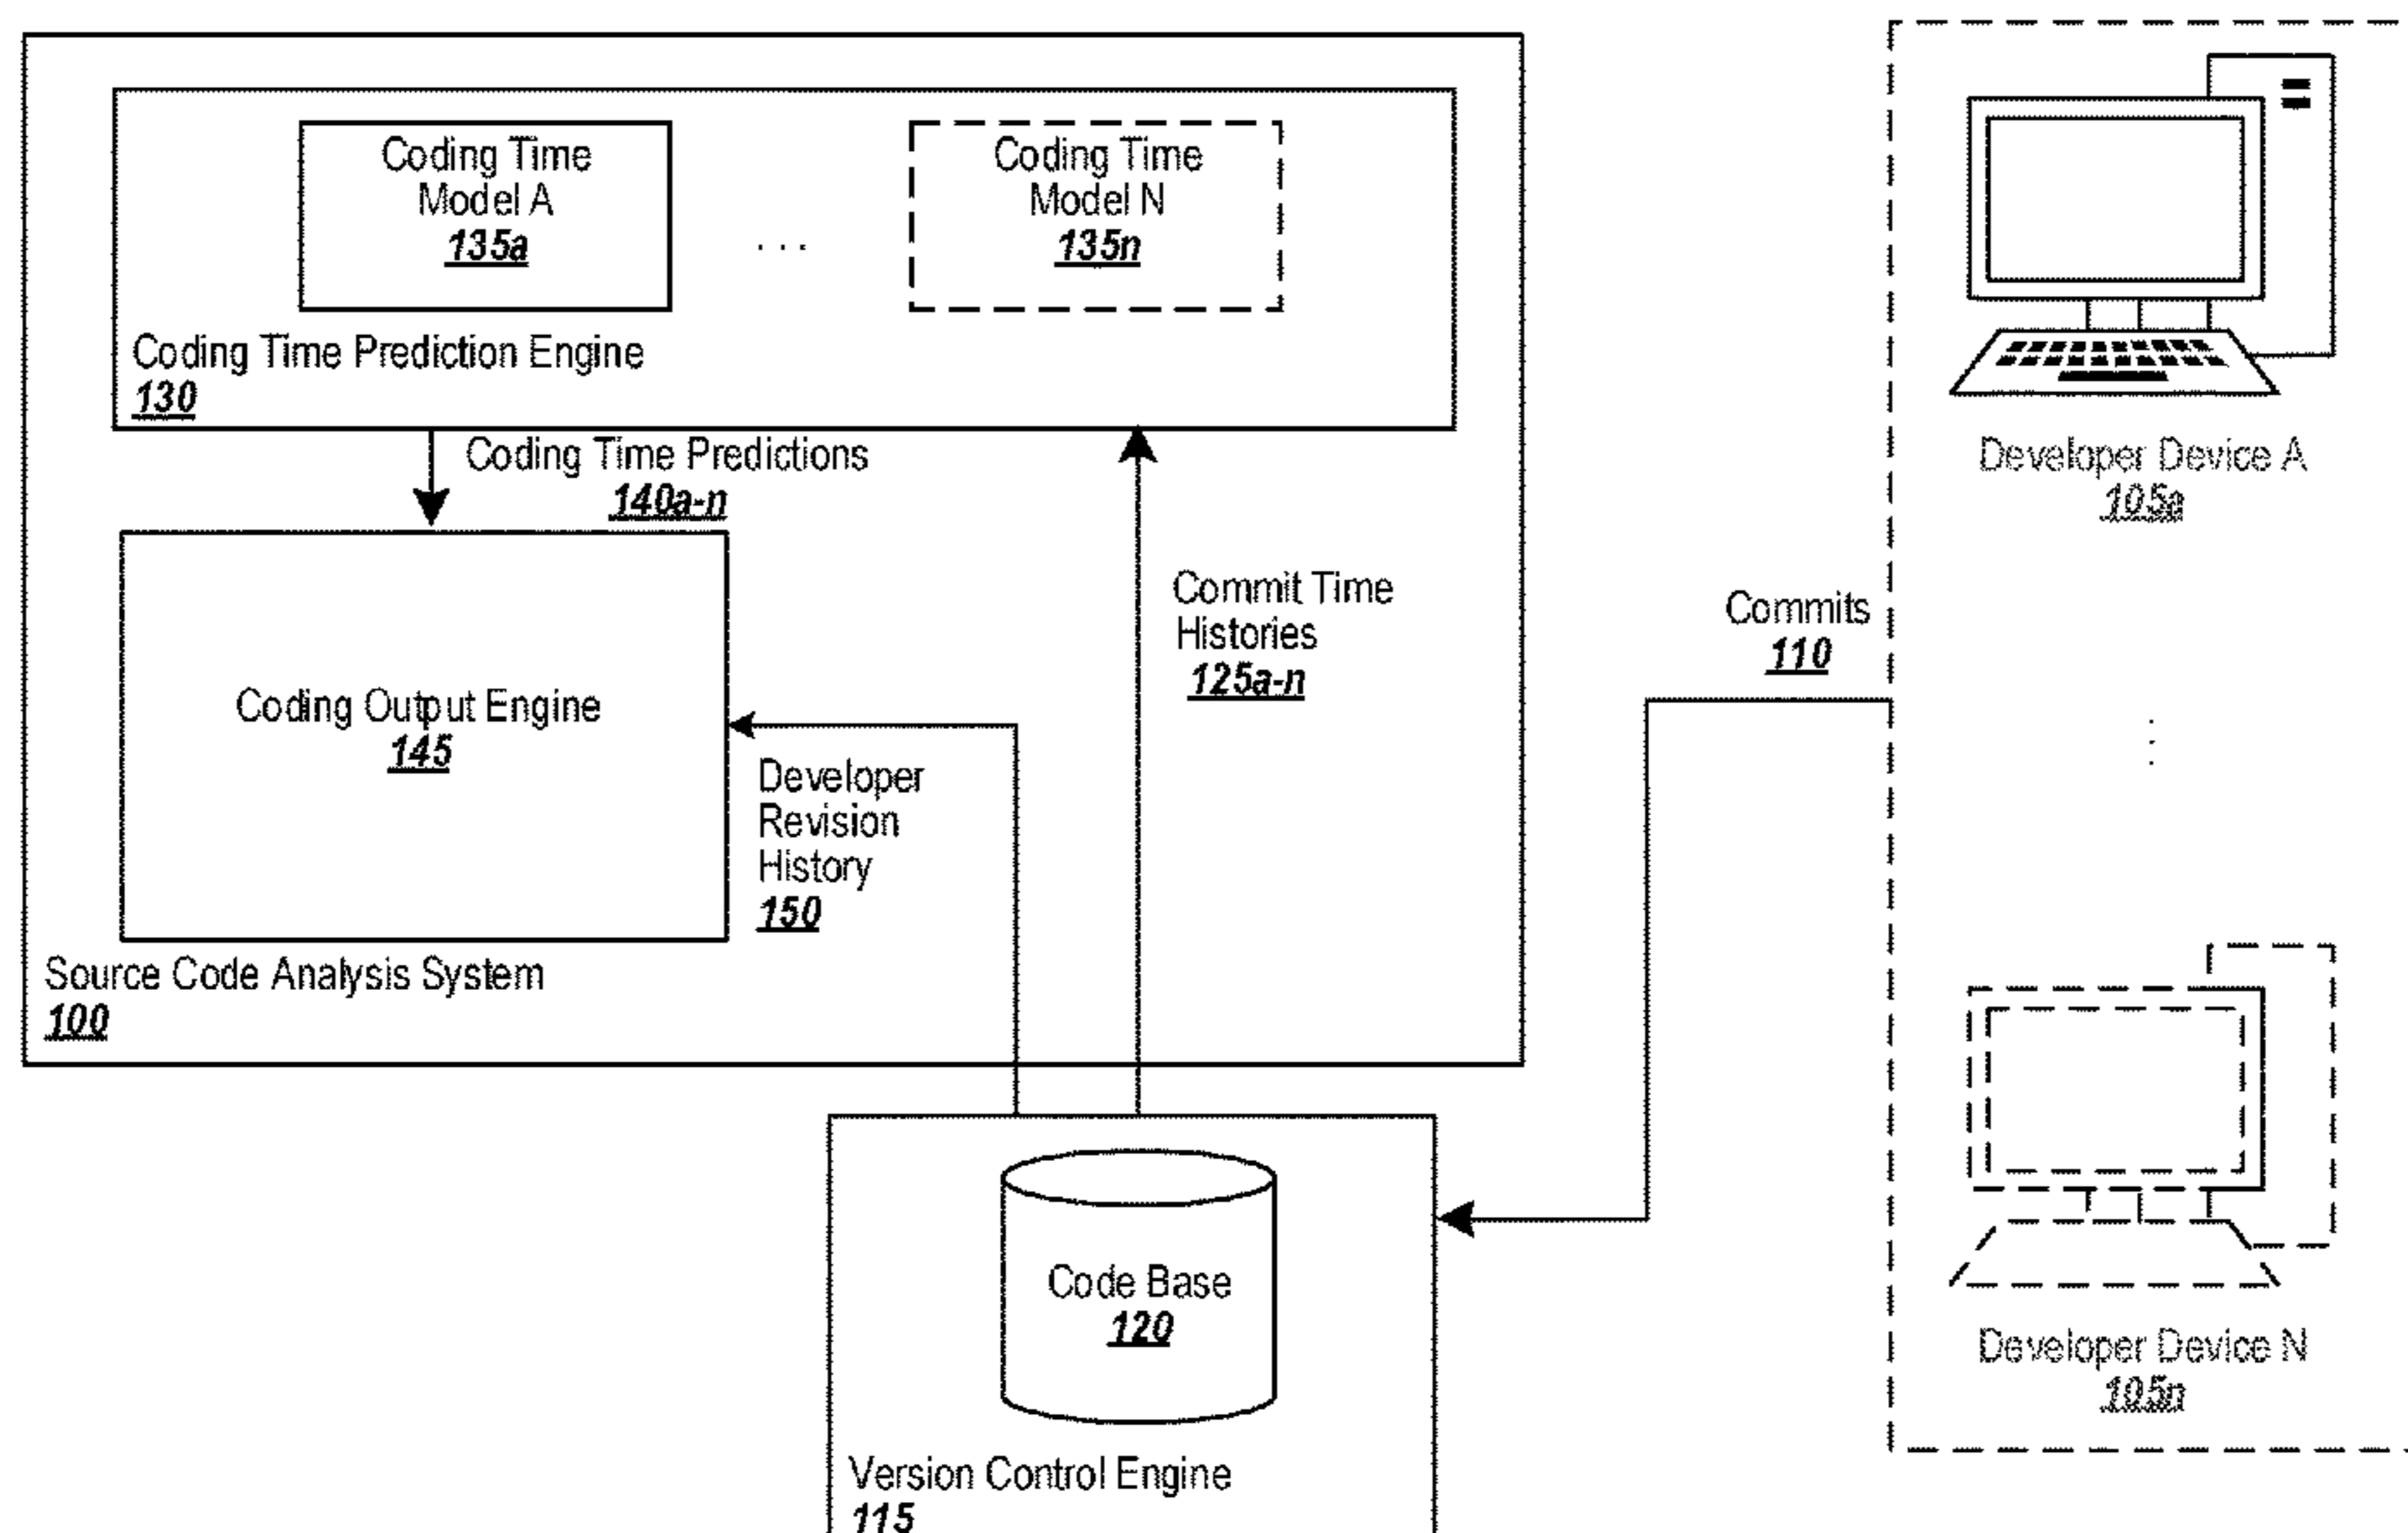 Coding Time
Model A
135a
. . .
Coding Time
Model N
135n
Coding Time Prediction Engine
130
Coding Time Predictions
140a-n
Coding Output Engine
145
Commit Time
Histories
125a-n
Developer
Revision
History
150
Source Code Analysis System
100
Commits
110
Developer Device A
105a
Developer Device N
105n
Code Base
120
Version Control Engine
115